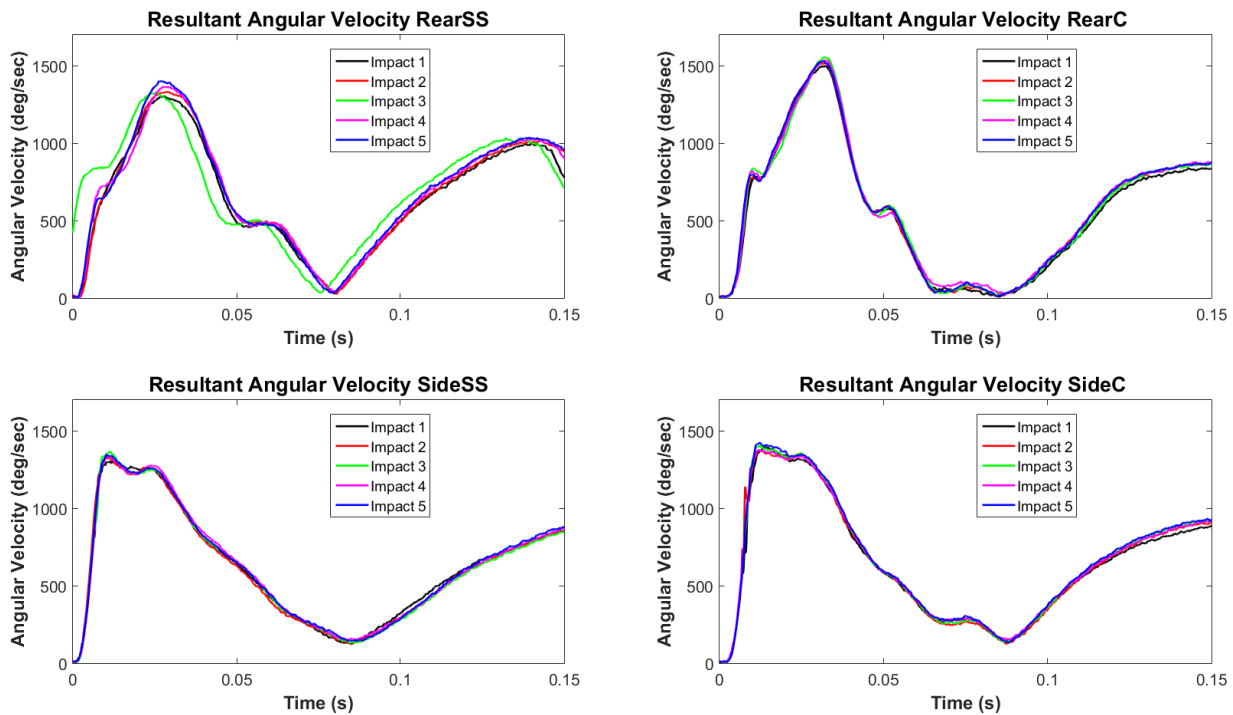 Resultant Angular Velocity RearSS
Angular Velocity (deg/sec)
1500
1000
500
0
Impact 1
Impact 2
Impact 3
Impact 4
Impact 5
0 0.05 0.1 0.15
Time (s)
Resultant Angular Velocity RearC
Angular Velocity (deg/sec)
1500
1000
500
0
Impact 1
Impact 2
Impact 3
Impact 4
Impact 5
0 0.05 0.1 0.15
Time (s)
Resultant Angular Velocity SideSS
Angular Velocity (deg/sec)
1500
1000
500
0
Impact 1
Impact 2
Impact 3
Impact 4
Impact 5
0 0.05 0.1 0.15
Time (s)
Resultant Angular Velocity SideC
Angular Velocity (deg/sec)
1500
1000
500
0
Impact 1
Impact 2
Impact 3
Impact 4
Impact 5
0 0.05 0.1 0.15
Time (s)